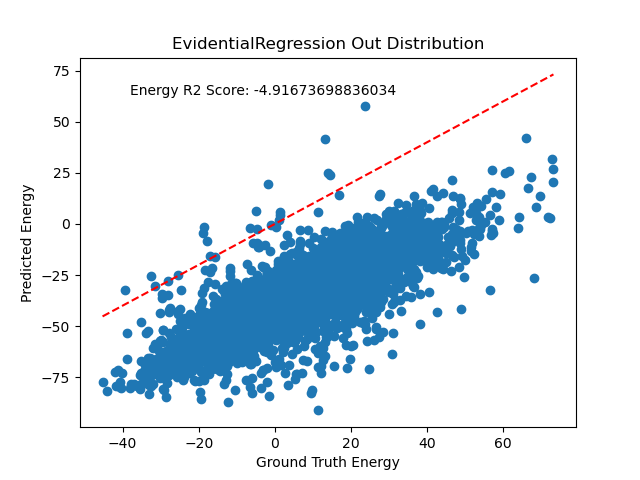 EvidentialRegression Out Distribution
Energy R2 Score: -4.91673698836034
Predicted Energy
75
50
25
0
−25
−50
−75
−40 −20 0 20 40 60
Ground Truth Energy